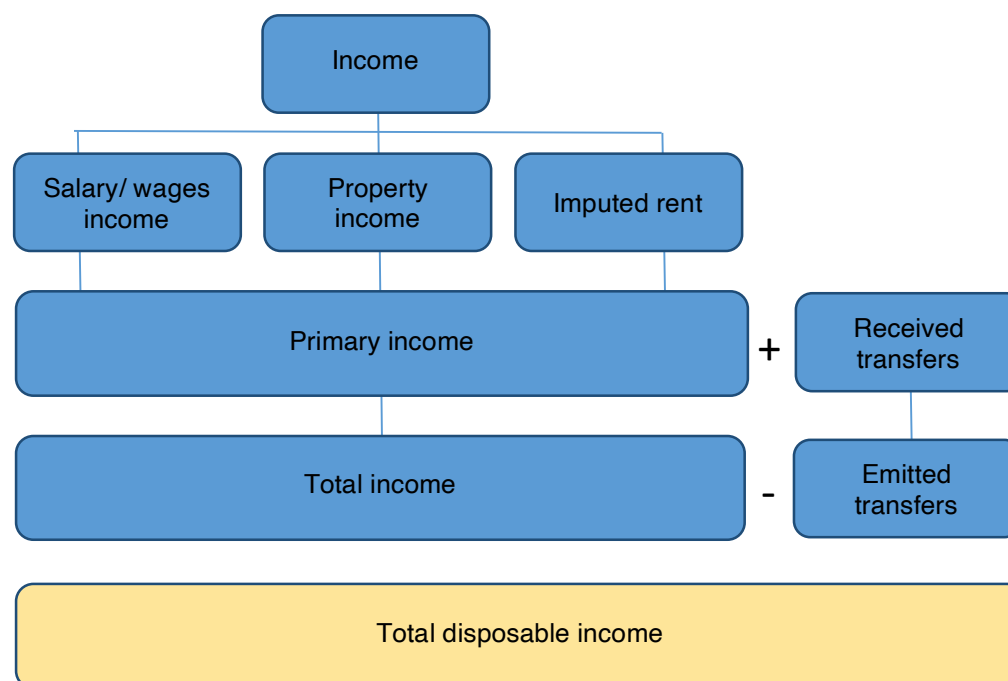 Income
Salary/ wages
income
Property
income
Imputed rent
Primary income
+
Received
transfers
Total income
-
Emitted
transfers
Total disposable income